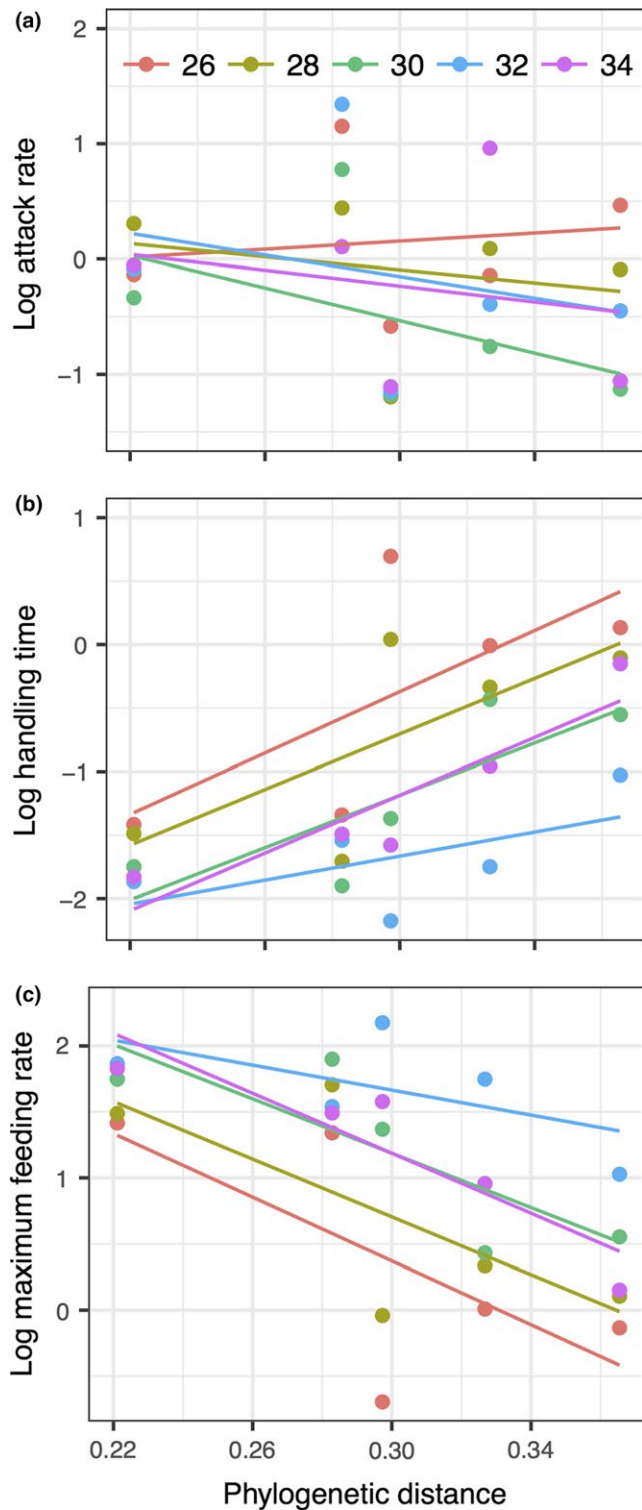 (a)
2
26 28 30 32 34
1
0
−1
Log attack rate
(b)
1
0
−1
−2
Log handling time
(c)
2
1
0
Log maximum feeding rate
0.22 0.26 0.30 0.34
Phylogenetic distance